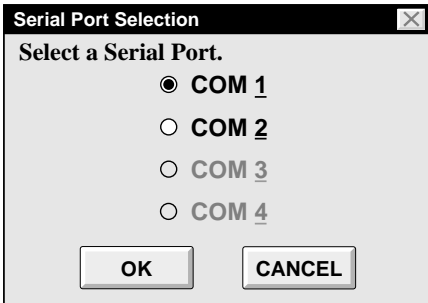 Serial Port Selection
Select a Serial Port.
COM 1
COM 2
COM 3
COM 4
OK CANCEL